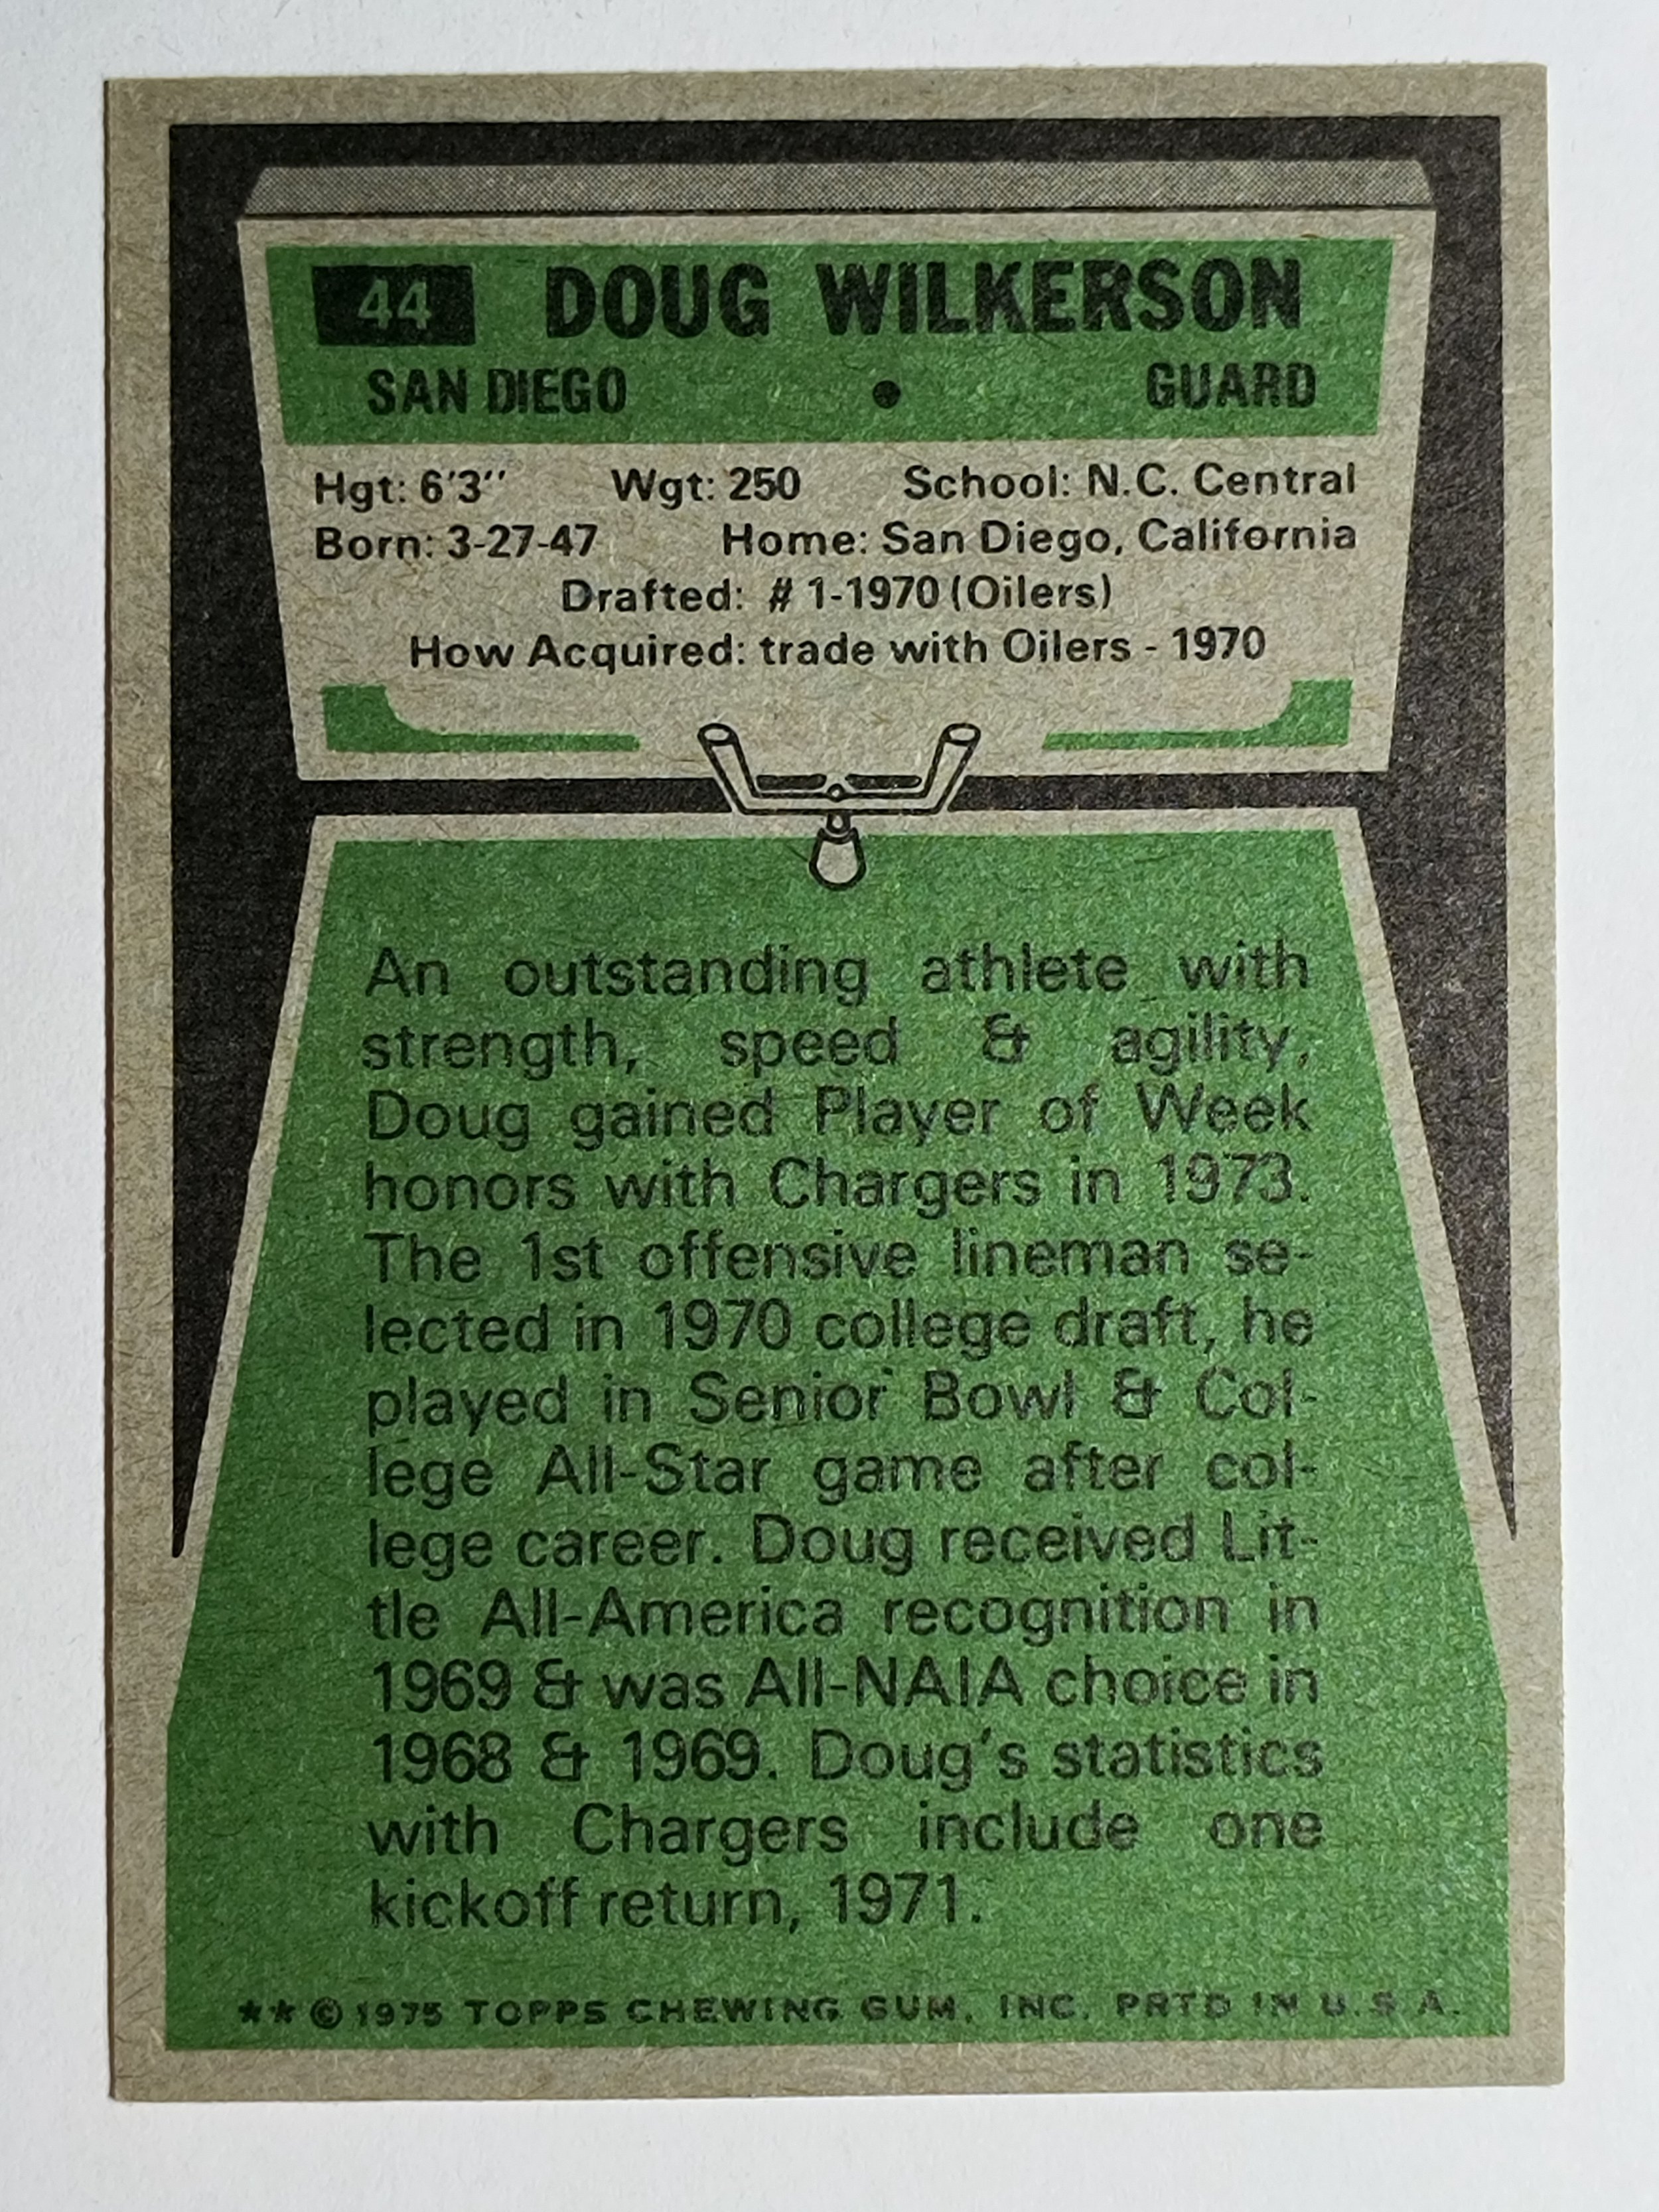 44 DOUG WILKERSON
SAN DIEGO • GUARD
Hgt: 6'3" Wgt: 250 School: N.C. Central
Born: 3-27-47 Home: San Diego, California
Drafted: # 1-1970 (Oilers)
How Acquired: trade with Oilers - 1970
An outstanding athlete with
strength, speed & agility,
Doug gained Player of Week
honors with Chargers in 1973.
The 1st offensive lineman se-
lected in 1970 college draft, he
played in Senior Bowl & Col-
lege All-Star game after col-
lege career. Doug received Lit-
tle All-America recognition in
1969 & was All-NAIA choice in
1968 & 1969. Doug's statistics
with Chargers include one
kickoff return, 1971.
★★ © 1975 TOPPS CHEWING GUM, INC. PRTD IN U.S.A.